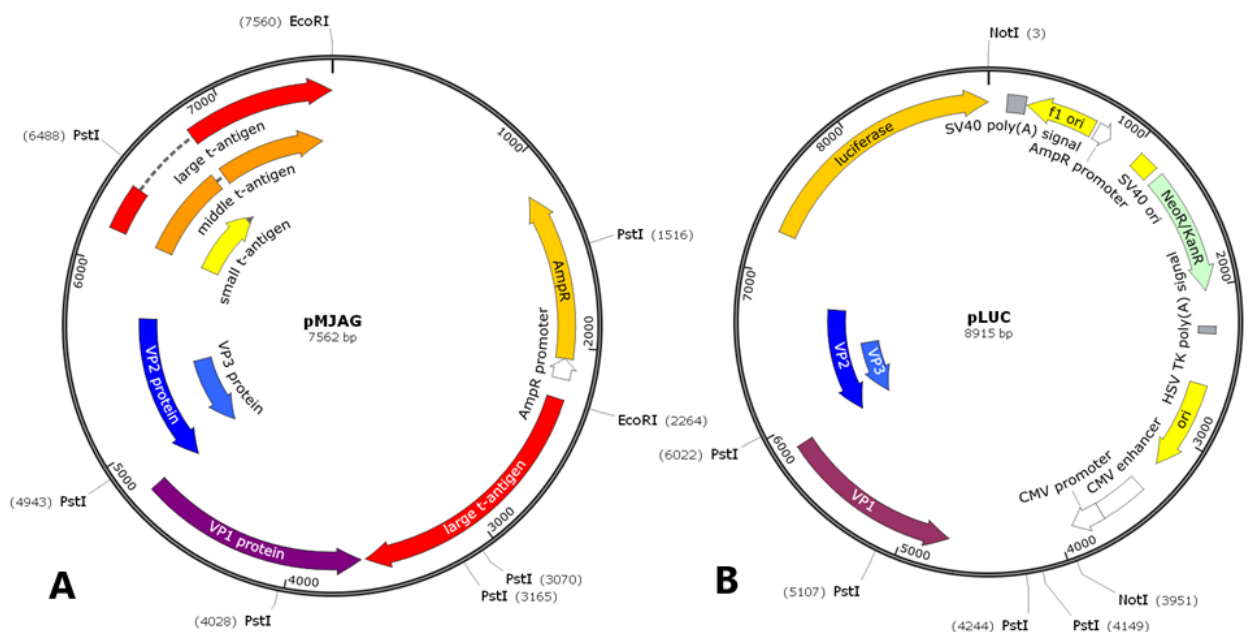 (7560) EcoRI
7000
(6488) PstI
large t-antigen
middle t-antigen
small t-antigen
1000
PstI (1516)
AmpR
6000
pMJAG
7562 bp
2000
AmpR promoter
VP2 protein
VP3 protein
EcoRI (2264)
5000
(4943) PstI
large t-antigen
VP1 protein
3000
PstI (3070)
PstI (3165)
4000
(4028) PstI
A
NotI (3)
8000
luciferase
SV40 poly(A) signal
f1 ori
1000
AmpR promoter
SV40 ori
NeoR/KanR
2000
7000
pLUC
8915 bp
HSV TK poly(A) signal
VP2
VP3
ori
3000
(6022) PstI
6000
CMV promoter
CMV enhancer
VP1
5000
4000
B
(5107) PstI
NotI (3951)
(4244) PstI
PstI (4149)